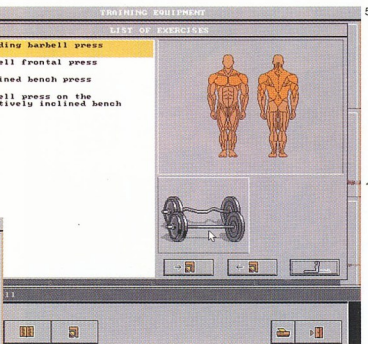 TRAINING EQUIPMENT
LIST OF EXERCISES
ding barbell press
ell frontal press
ined bench press
ell press on the
tively inclined bench
11